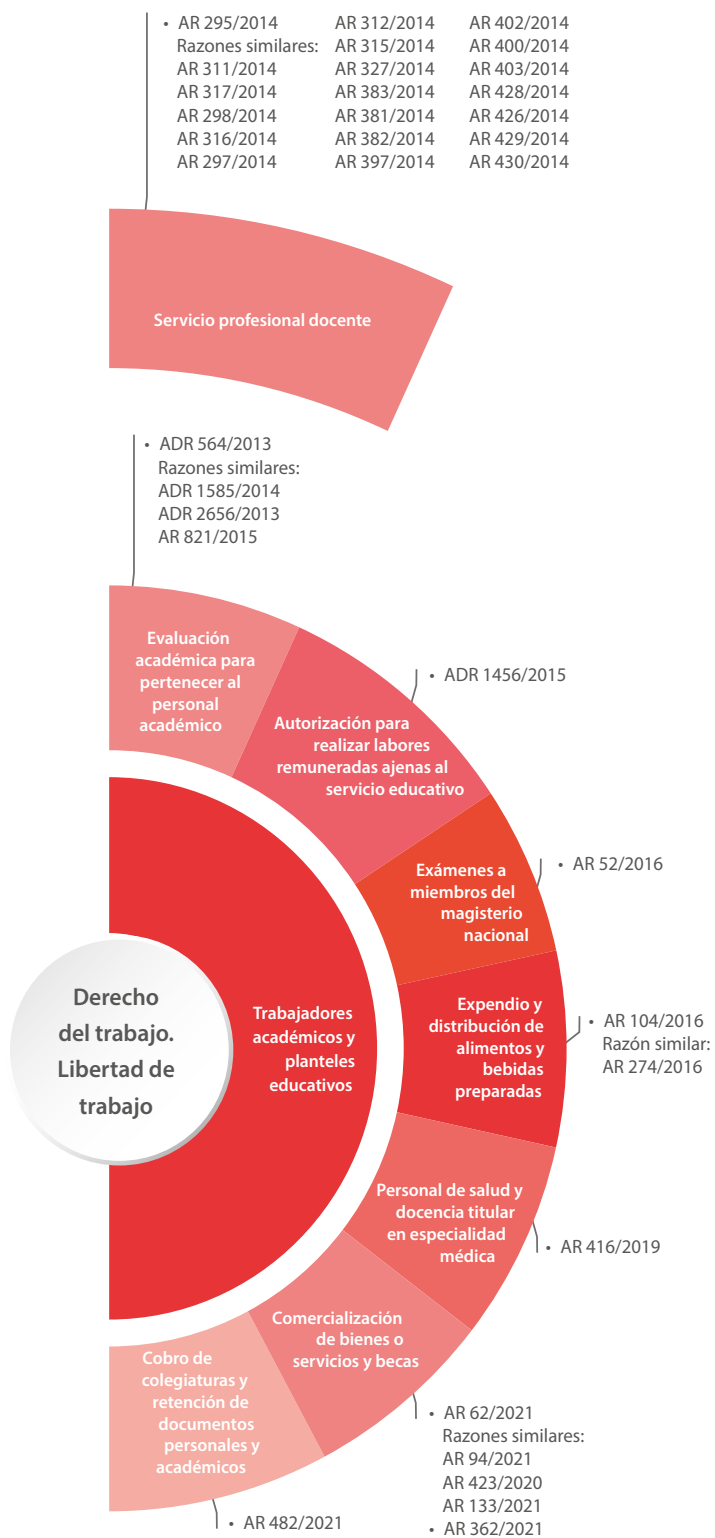 • AR 295/2014
Razones similares:
AR 311/2014
AR 317/2014
AR 298/2014
AR 316/2014
AR 297/2014
AR 312/2014
AR 315/2014
AR 327/2014
AR 383/2014
AR 381/2014
AR 382/2014
AR 397/2014
AR 402/2014
AR 400/2014
AR 403/2014
AR 428/2014
AR 426/2014
AR 429/2014
AR 430/2014
Servicio profesional docente
• ADR 564/2013
Razones similares:
ADR 1585/2014
ADR 2656/2013
AR 821/2015
Evaluación
académica para
pertenecer al
personal
académico
• ADR 1456/2015
Autorización para
realizar labores
remuneradas ajenas al
servicio educativo
• AR 52/2016
Exámenes a
miembros del
magisterio
nacional
Derecho
del trabajo.
Libertad de
trabajo
Trabajadores
académicos y
planteles
educativos
Expendio y
distribución de
alimentos y
bebidas
preparadas
• AR 104/2016
Razón similar:
AR 274/2016
Personal de salud y
docencia titular
en especialidad
médica
• AR 416/2019
Comercialización
de bienes o
servicios y becas
• AR 62/2021
Razones similares:
AR 94/2021
AR 423/2020
AR 133/2021
• AR 362/2021
Cobro de
colegiaturas y
retención de
documentos
personales y
académicos
• AR 482/2021